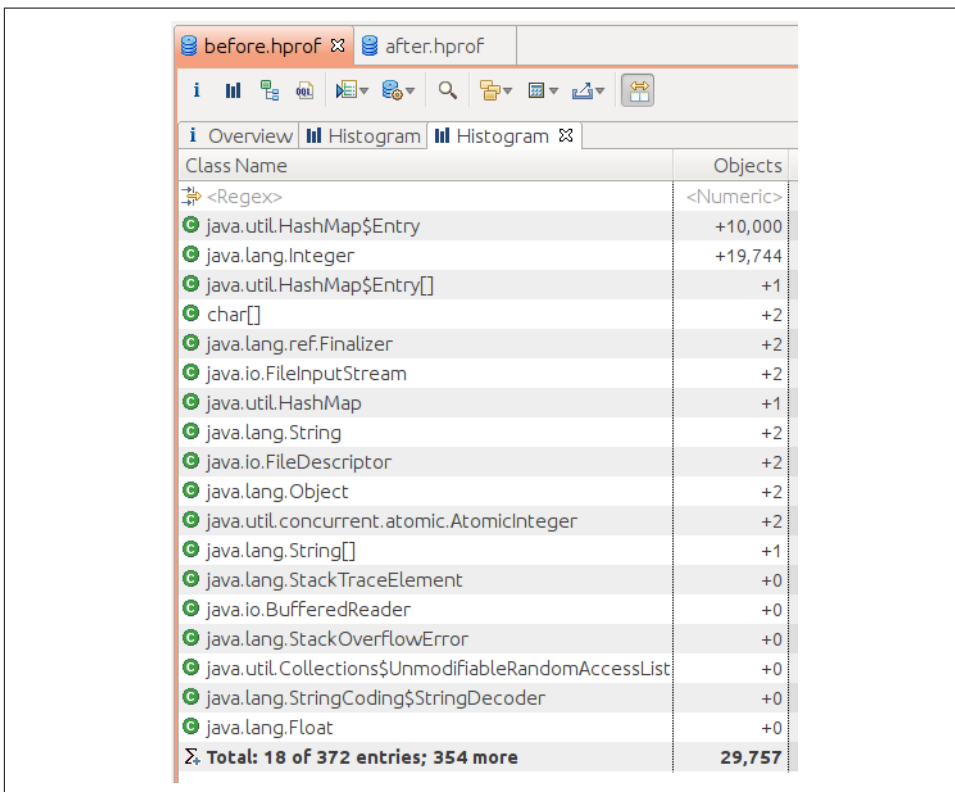 before.hprof after.hprof
i OQL
i Overview Histogram Histogram
Class Name Objects
<Regex> <Numeric>
java.util.HashMap$Entry +10,000
java.lang.Integer +19,744
java.util.HashMap$Entry[] +1
char[] +2
java.lang.ref.Finalizer +2
java.io.FileInputStream +2
java.util.HashMap +1
java.lang.String +2
java.io.FileDescriptor +2
java.lang.Object +2
java.util.concurrent.atomic.AtomicInteger +2
java.lang.String[] +1
java.lang.StackTraceElement +0
java.io.BufferedReader +0
java.lang.StackOverflowError +0
java.util.Collections$UnmodifiableRandomAccessList +0
java.lang.StringCoding$StringDecoder +0
java.lang.Float +0
Total: 18 of 372 entries; 354 more 29,757